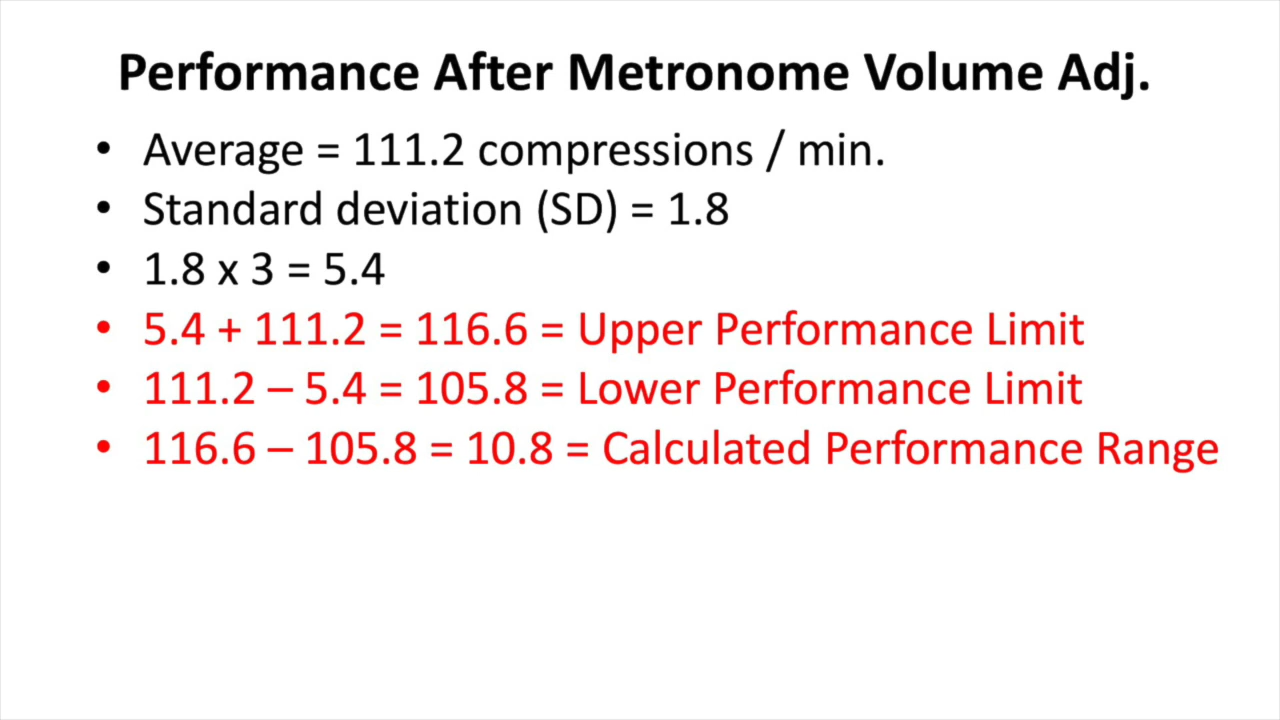 Performance After Metronome Volume Adj.
• Average = 111.2 compressions / min.
• Standard deviation (SD) = 1.8
• 1.8 x 3 = 5.4
• 5.4 + 111.2 = 116.6 = Upper Performance Limit
• 111.2 – 5.4 = 105.8 = Lower Performance Limit
• 116.6 – 105.8 = 10.8 = Calculated Performance Range